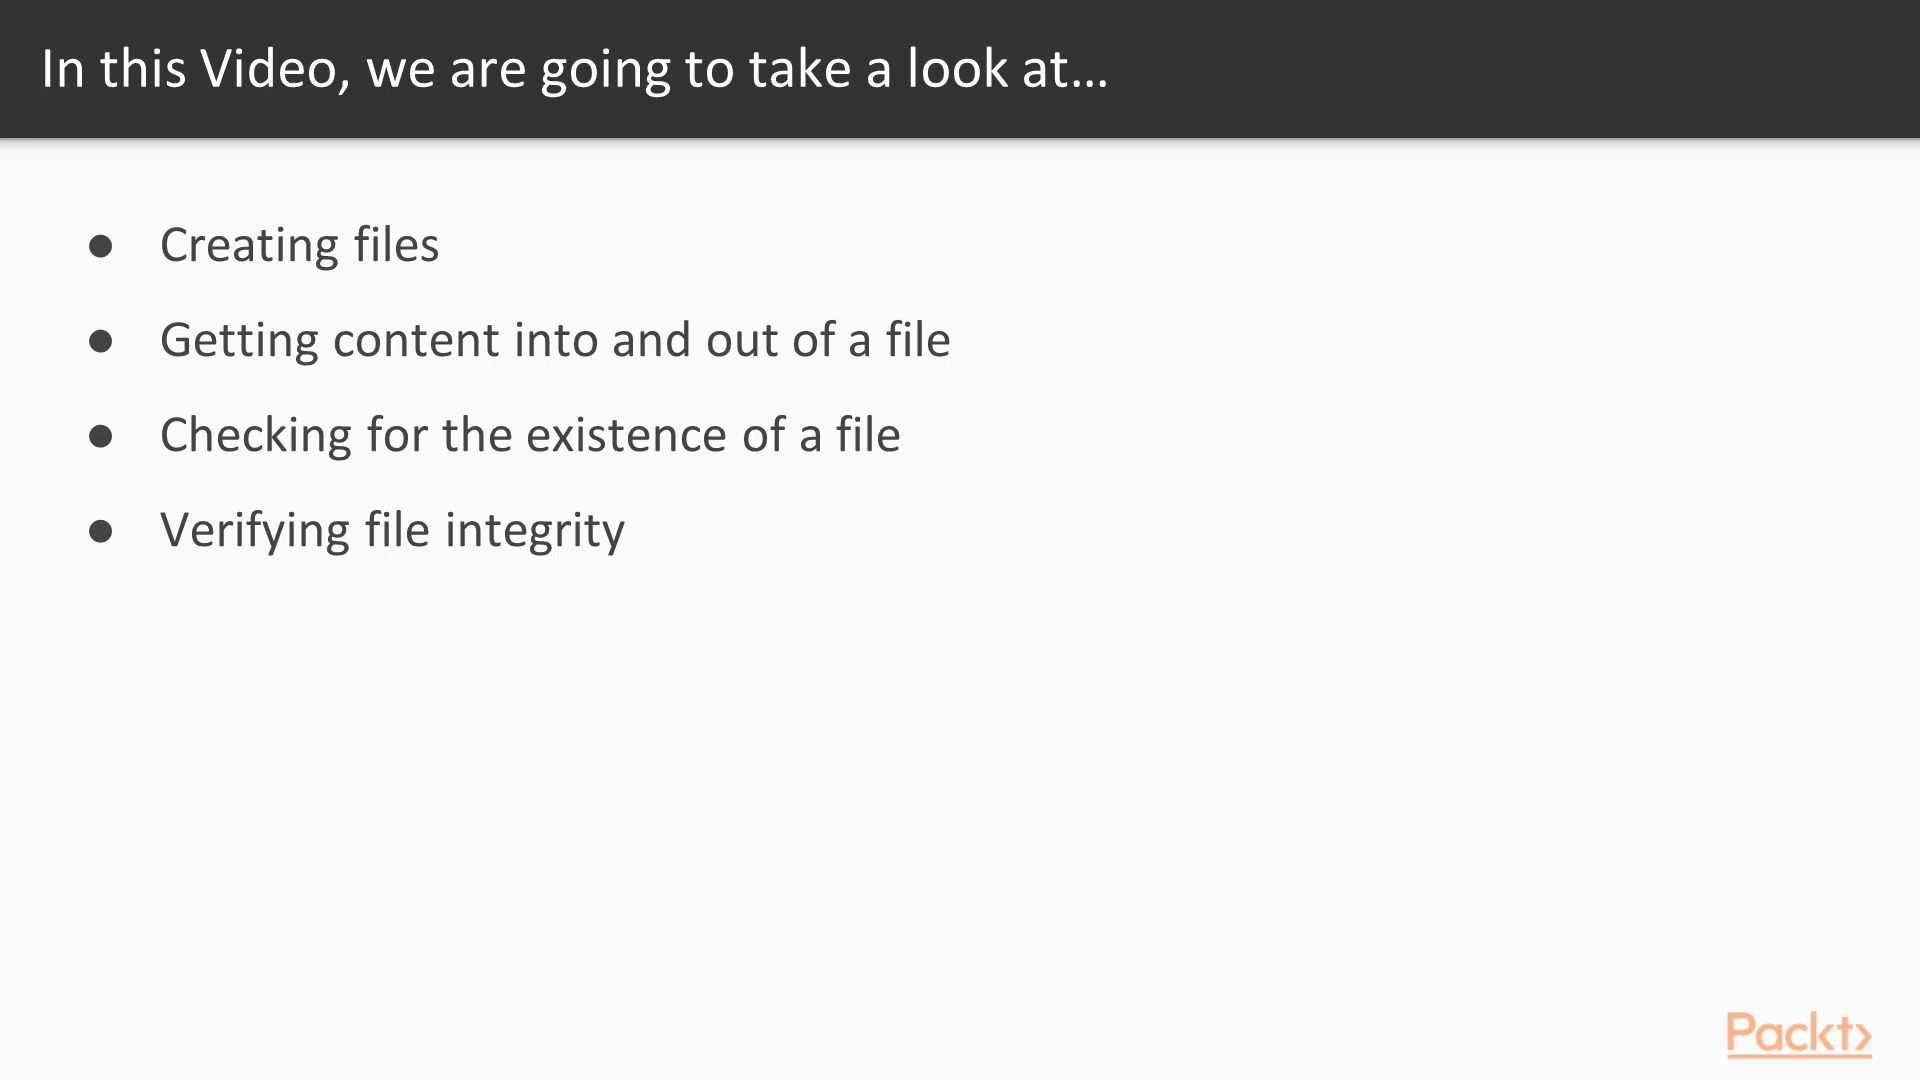 In this Video, we are going to take a look at...
● Creating files
● Getting content into and out of a file
● Checking for the existence of a file
● Verifying file integrity
Packt>